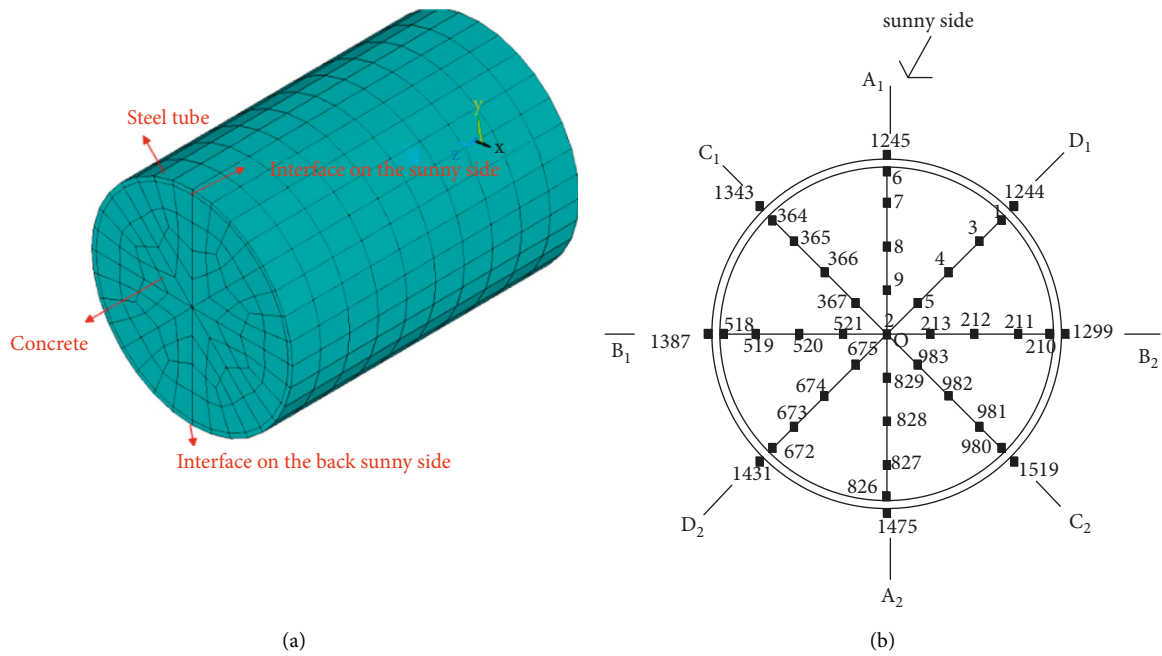 Steel tube
y
z
x
Interface on the sunny side
Concrete
Interface on the back sunny side
(a)
sunny side
A1
1245
C1
D1
1343
1244
6
364
1
7
365
3
8
366
4
9
367
5
2
O
518
521
213
212
211
1299
1387
B1
519
520
210
B2
675
983
829
674
982
828
673
981
672
980
827
826
1431
1519
1475
D2
C2
A2
(b)